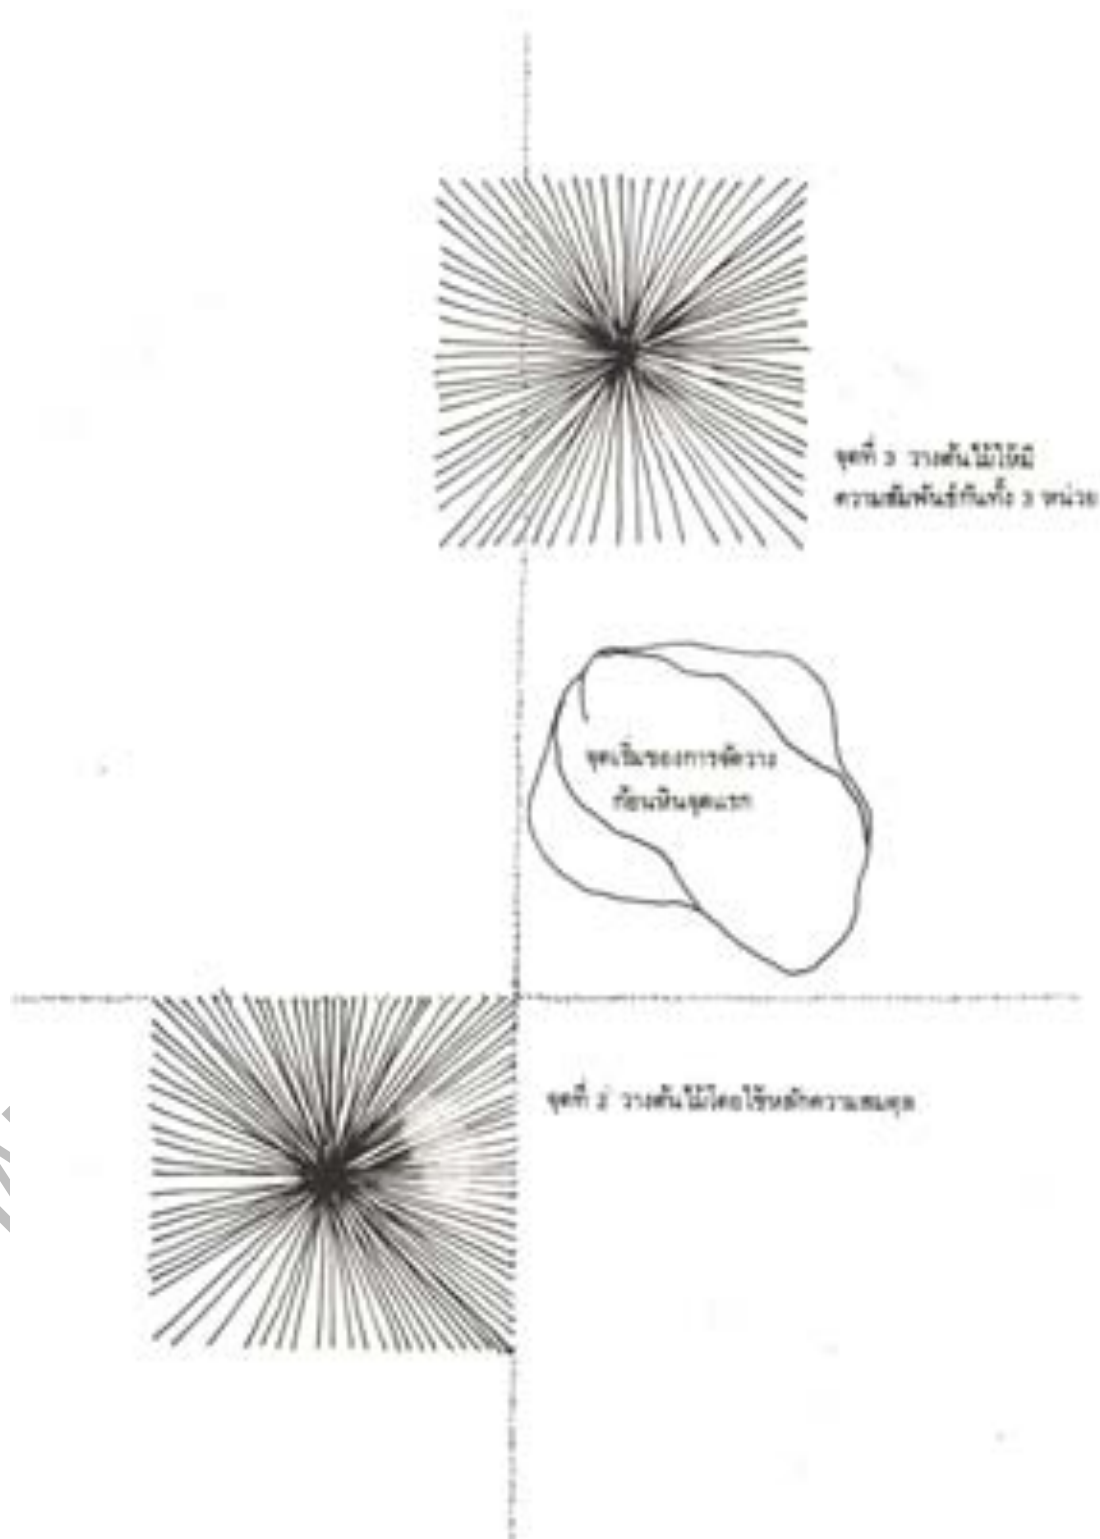 จุดที่ 3 วางต้นไม้ให้มี
ความสัมพันธ์กันทั้ง 3 หน่วย
จุดเริ่มของการจัดวาง
ก้อนหินจุดแรก
จุดที่ 2 วางต้นไม้โดยใช้หลักความสมดุล